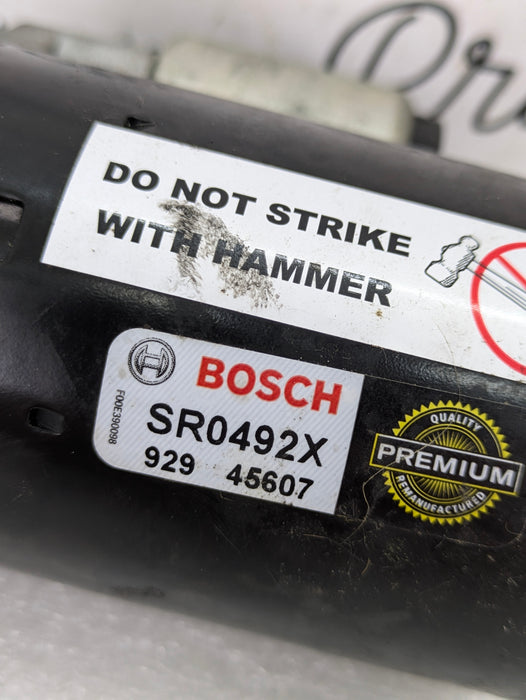 DO NOT STRIKE
WITH HAMMER
BOSCH
SR0492X
929 45607
F00E390098
QUALITY
PREMIUM
REMANUFACTURED